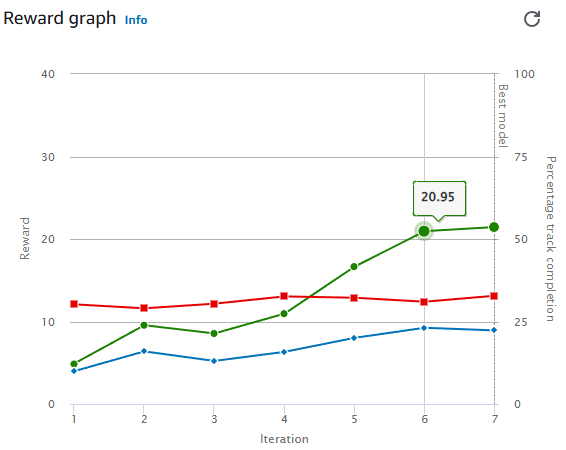 Reward graph Info
40
30
20
10
0
Reward
100
75
50
25
0
Percentage track completion
Best model
20.95
1 2 3 4 5 6 7
Iteration